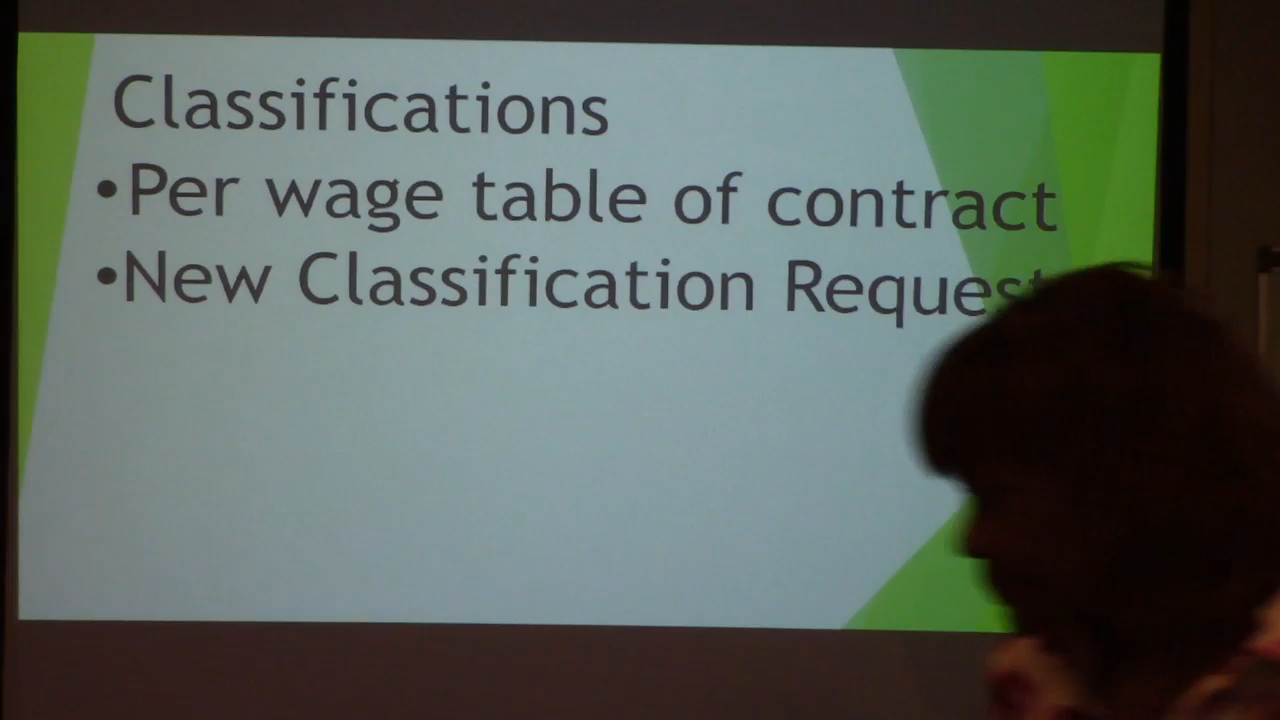 Classifications
•Per wage table of contract
•New Classification Request